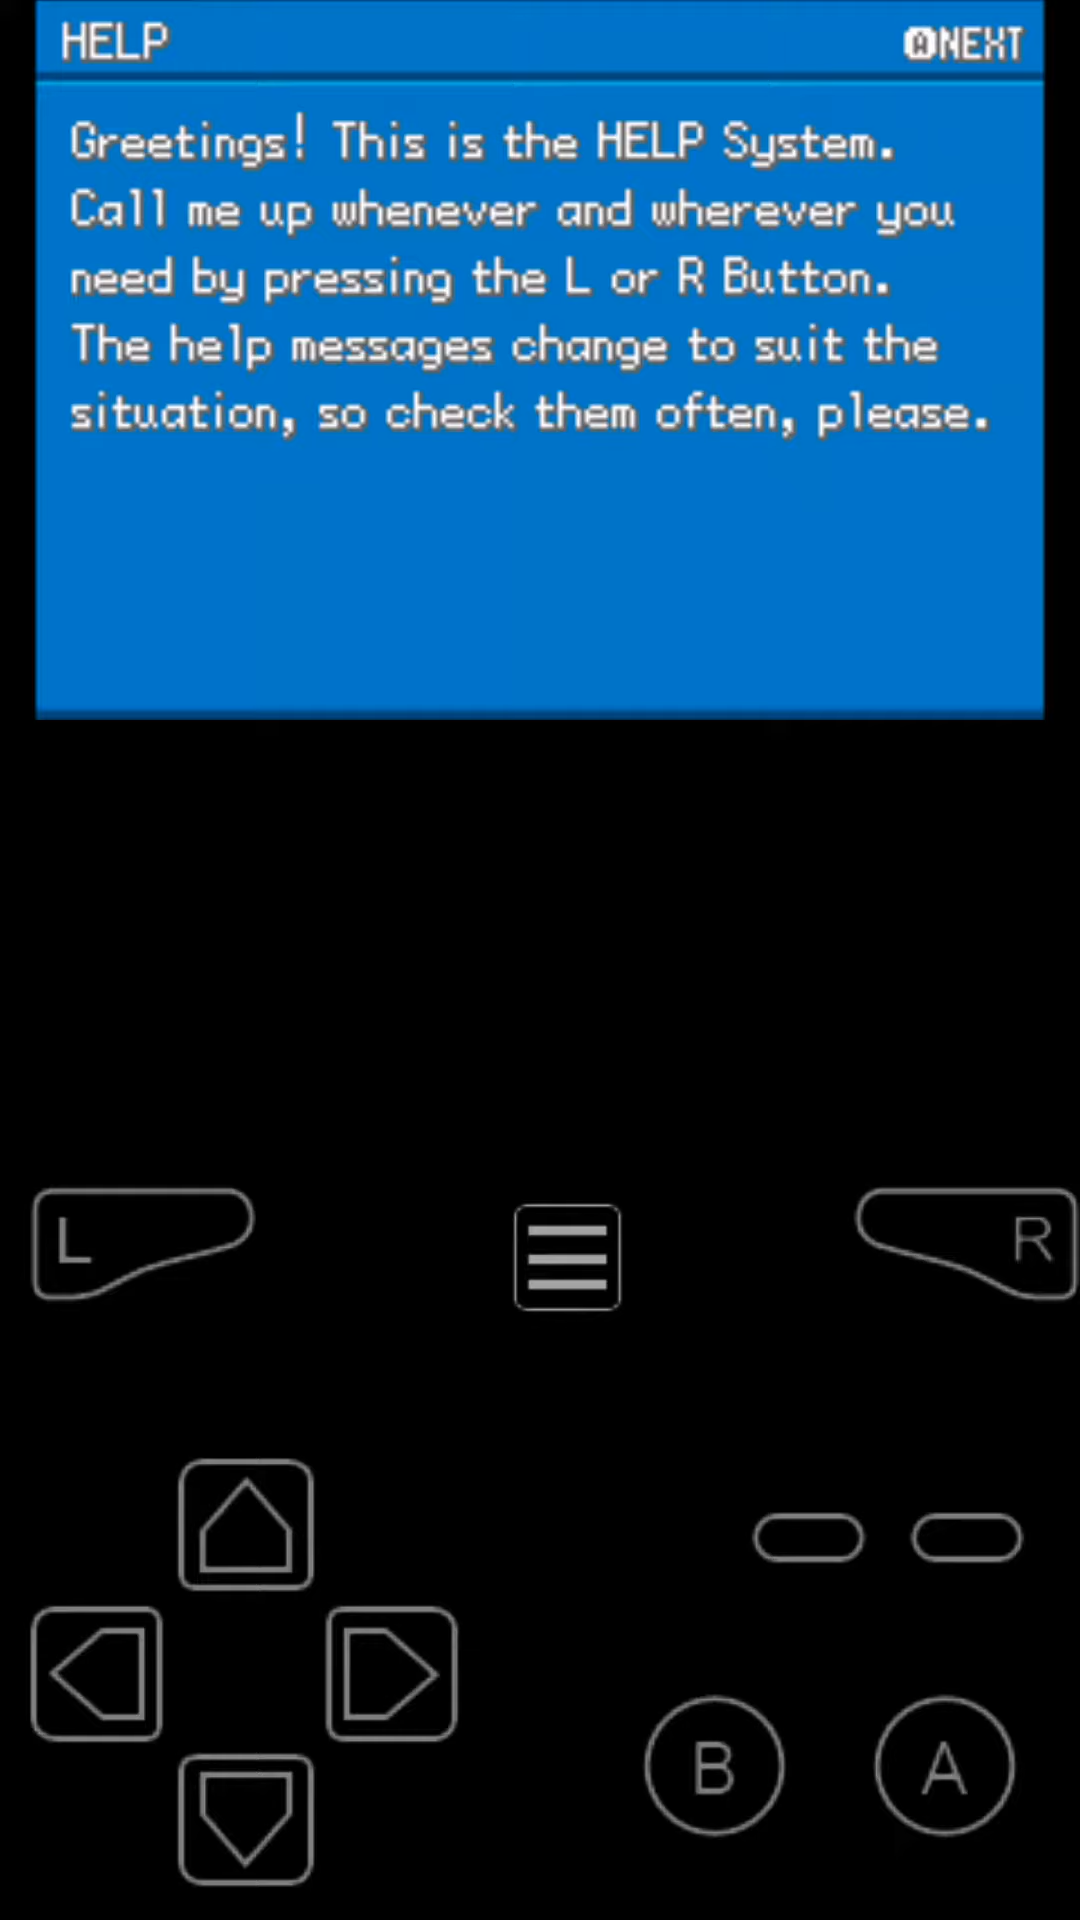 HELP
ⒶNEXT
Greetings! This is the HELP System.
Call me up whenever and wherever you
need by pressing the L or R Button.
The help messages change to suit the
situation, so check them often, please.
L
R
B
A